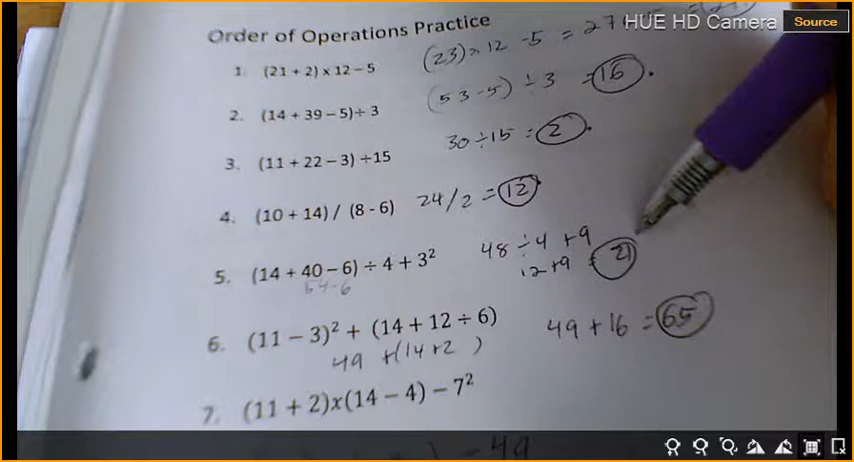 HUE HD Camera Source
Order of Operations Practice
1. (21 + 2) x 12 – 5 (23) x 12 - 5 =
2. (14 + 39 – 5) ÷ 3 (53 - 5) ÷ 3 = 16.
3. (11 + 22 – 3) ÷15 30 ÷ 15 = 2.
4. (10 + 14) / (8 - 6) 24/2 = 12
5. (14 + 40 – 6) ÷ 4 + 3² 48 ÷ 4 + 9
54-6 12 + 9 = 21
6. (11 – 3)² + (14 + 12 ÷ 6) 49 + 16 = 65
49 + (14 + 2 )
7. (11 + 2)x(14 – 4) – 7²
) – 49